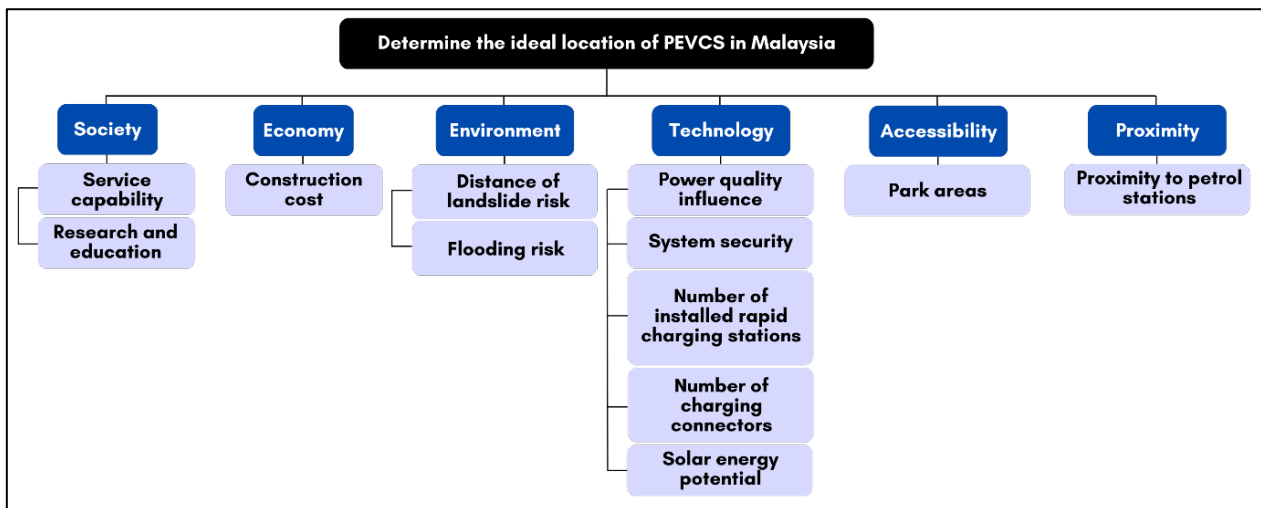 Determine the ideal location of PEVCS in Malaysia
Society
Service
capability
Research and
education
Economy
Construction
cost
Environment
Distance of
landslide risk
Flooding risk
Technology
Power quality
influence
System security
Number of
installed rapid
charging stations
Number of
charging
connectors
Solar energy
potential
Accessibility
Park areas
Proximity
Proximity to petrol
stations